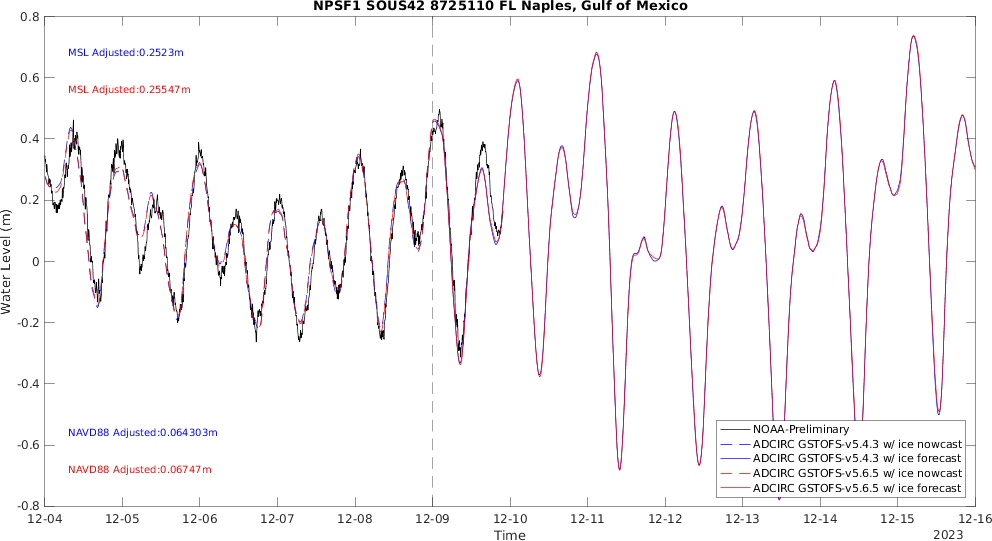 NPSF1 SOUS42 8725110 FL Naples, Gulf of Mexico
0.8
0.6
0.4
0.2
0
-0.2
-0.4
-0.6
-0.8
Water Level (m)
MSL Adjusted:0.2523m
MSL Adjusted:0.25547m
NAVD88 Adjusted:0.064303m
NAVD88 Adjusted:0.06747m
NOAA-Preliminary
ADCIRC GSTOFS-v5.4.3 w/ ice nowcast
ADCIRC GSTOFS-v5.4.3 w/ ice forecast
ADCIRC GSTOFS-v5.6.5 w/ ice nowcast
ADCIRC GSTOFS-v5.6.5 w/ ice forecast
12-04 12-05 12-06 12-07 12-08 12-09 12-10 12-11 12-12 12-13 12-14 12-15 12-16
Time
2023